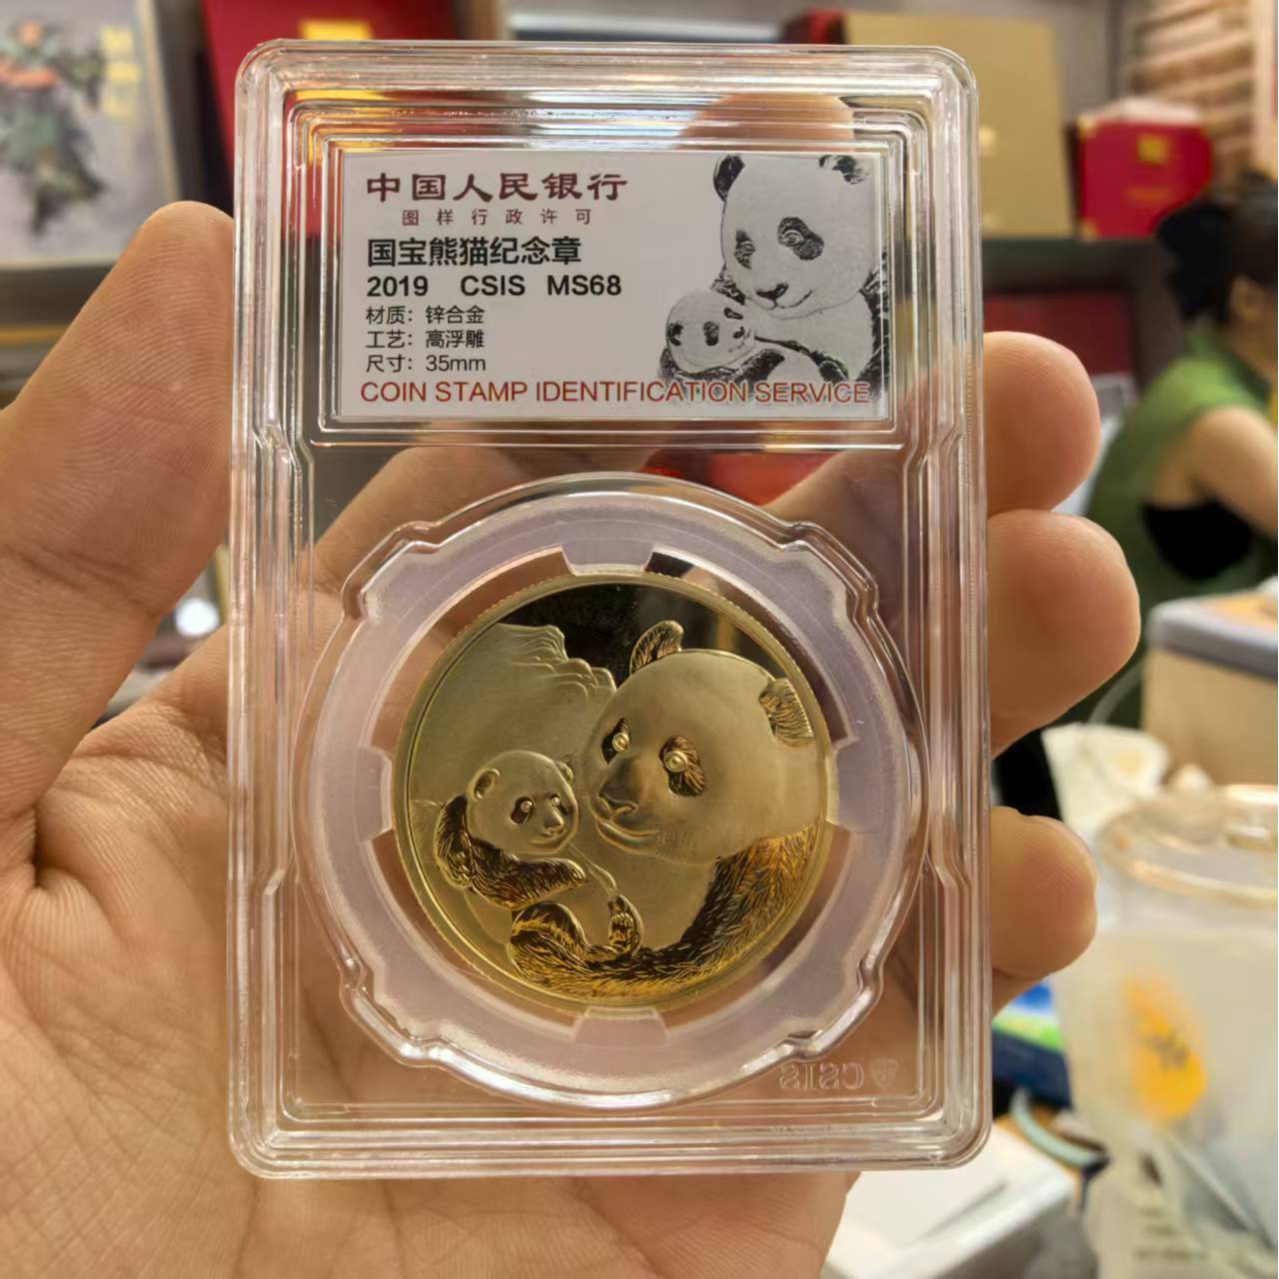 中国人民银行
图样行政许可
国宝熊猫纪念章
2019 CSIS MS68
材质：锌合金
工艺：高浮雕
尺寸：35mm
COIN STAMP IDENTIFICATION SERVICE
CSIS